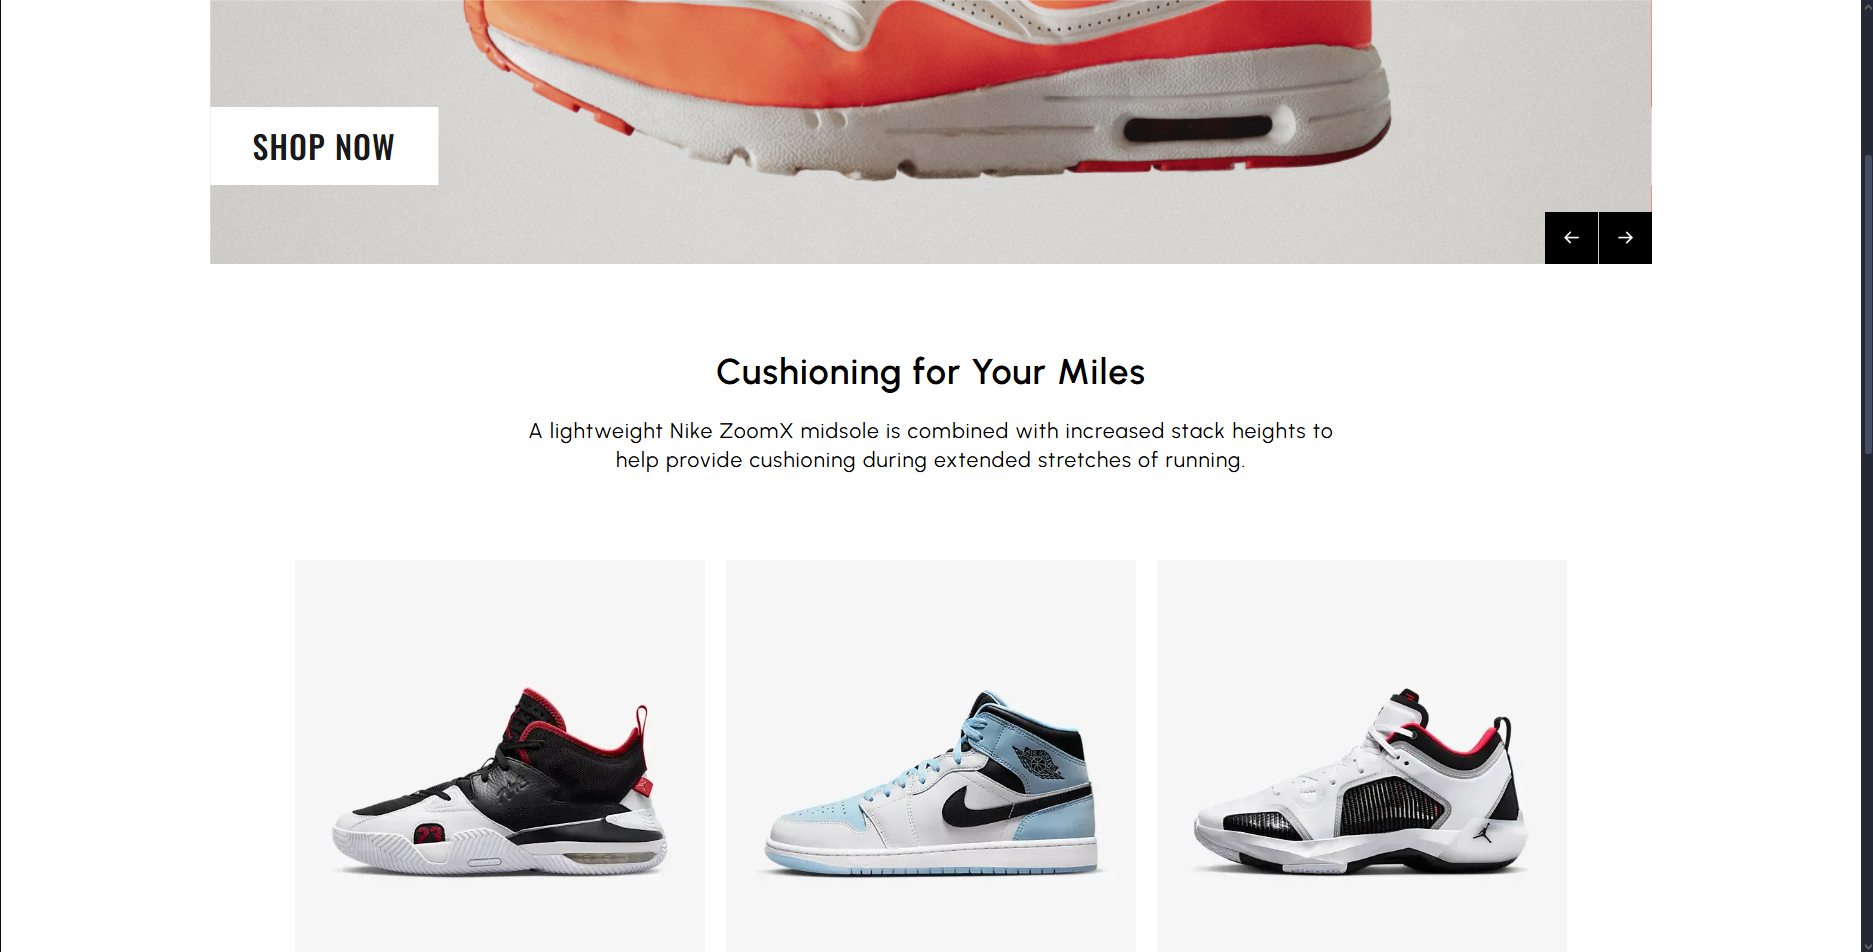 SHOP NOW
Cushioning for Your Miles
A lightweight Nike ZoomX midsole is combined with increased stack heights to
help provide cushioning during extended stretches of running.
23